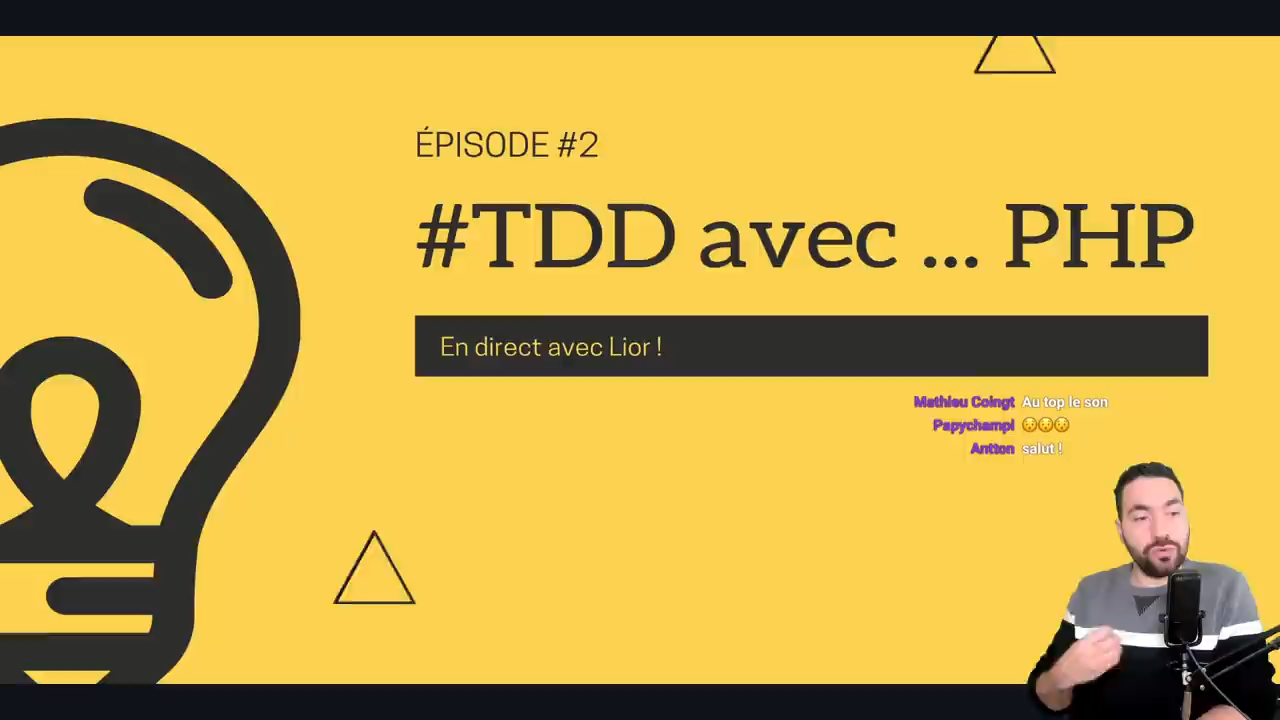 ÉPISODE #2
#TDD avec ... PHP
En direct avec Lior !
Mathieu Coingt Au top le son
Papychampi 😯😯😯
Antton salut !